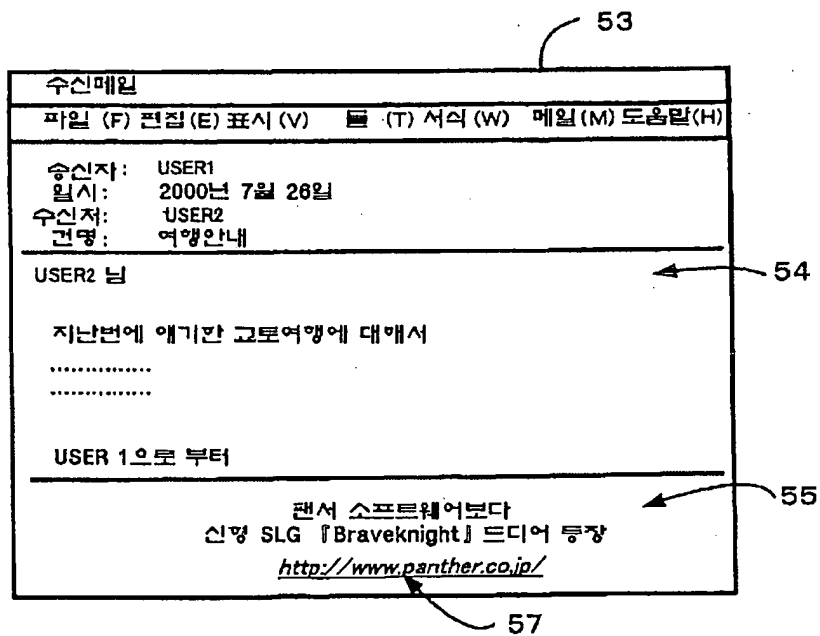 53
수신메일
파일 (F) 편집(E) 표시(V) 툴 (T) 서식(W) 메일(M) 도움말(H)
송신자: USER1
일시: 2000년 7월 26일
수신저: USER2
건명: 여행안내
USER2 님
54
지난번에 얘기한 교토여행에 대해서
...............
...............
USER 1으로 부터
55
팬서 소프트웨어보다
신형 SLG 『Braveknight』 드디어 등장
http://www.panther.co.jp/
57